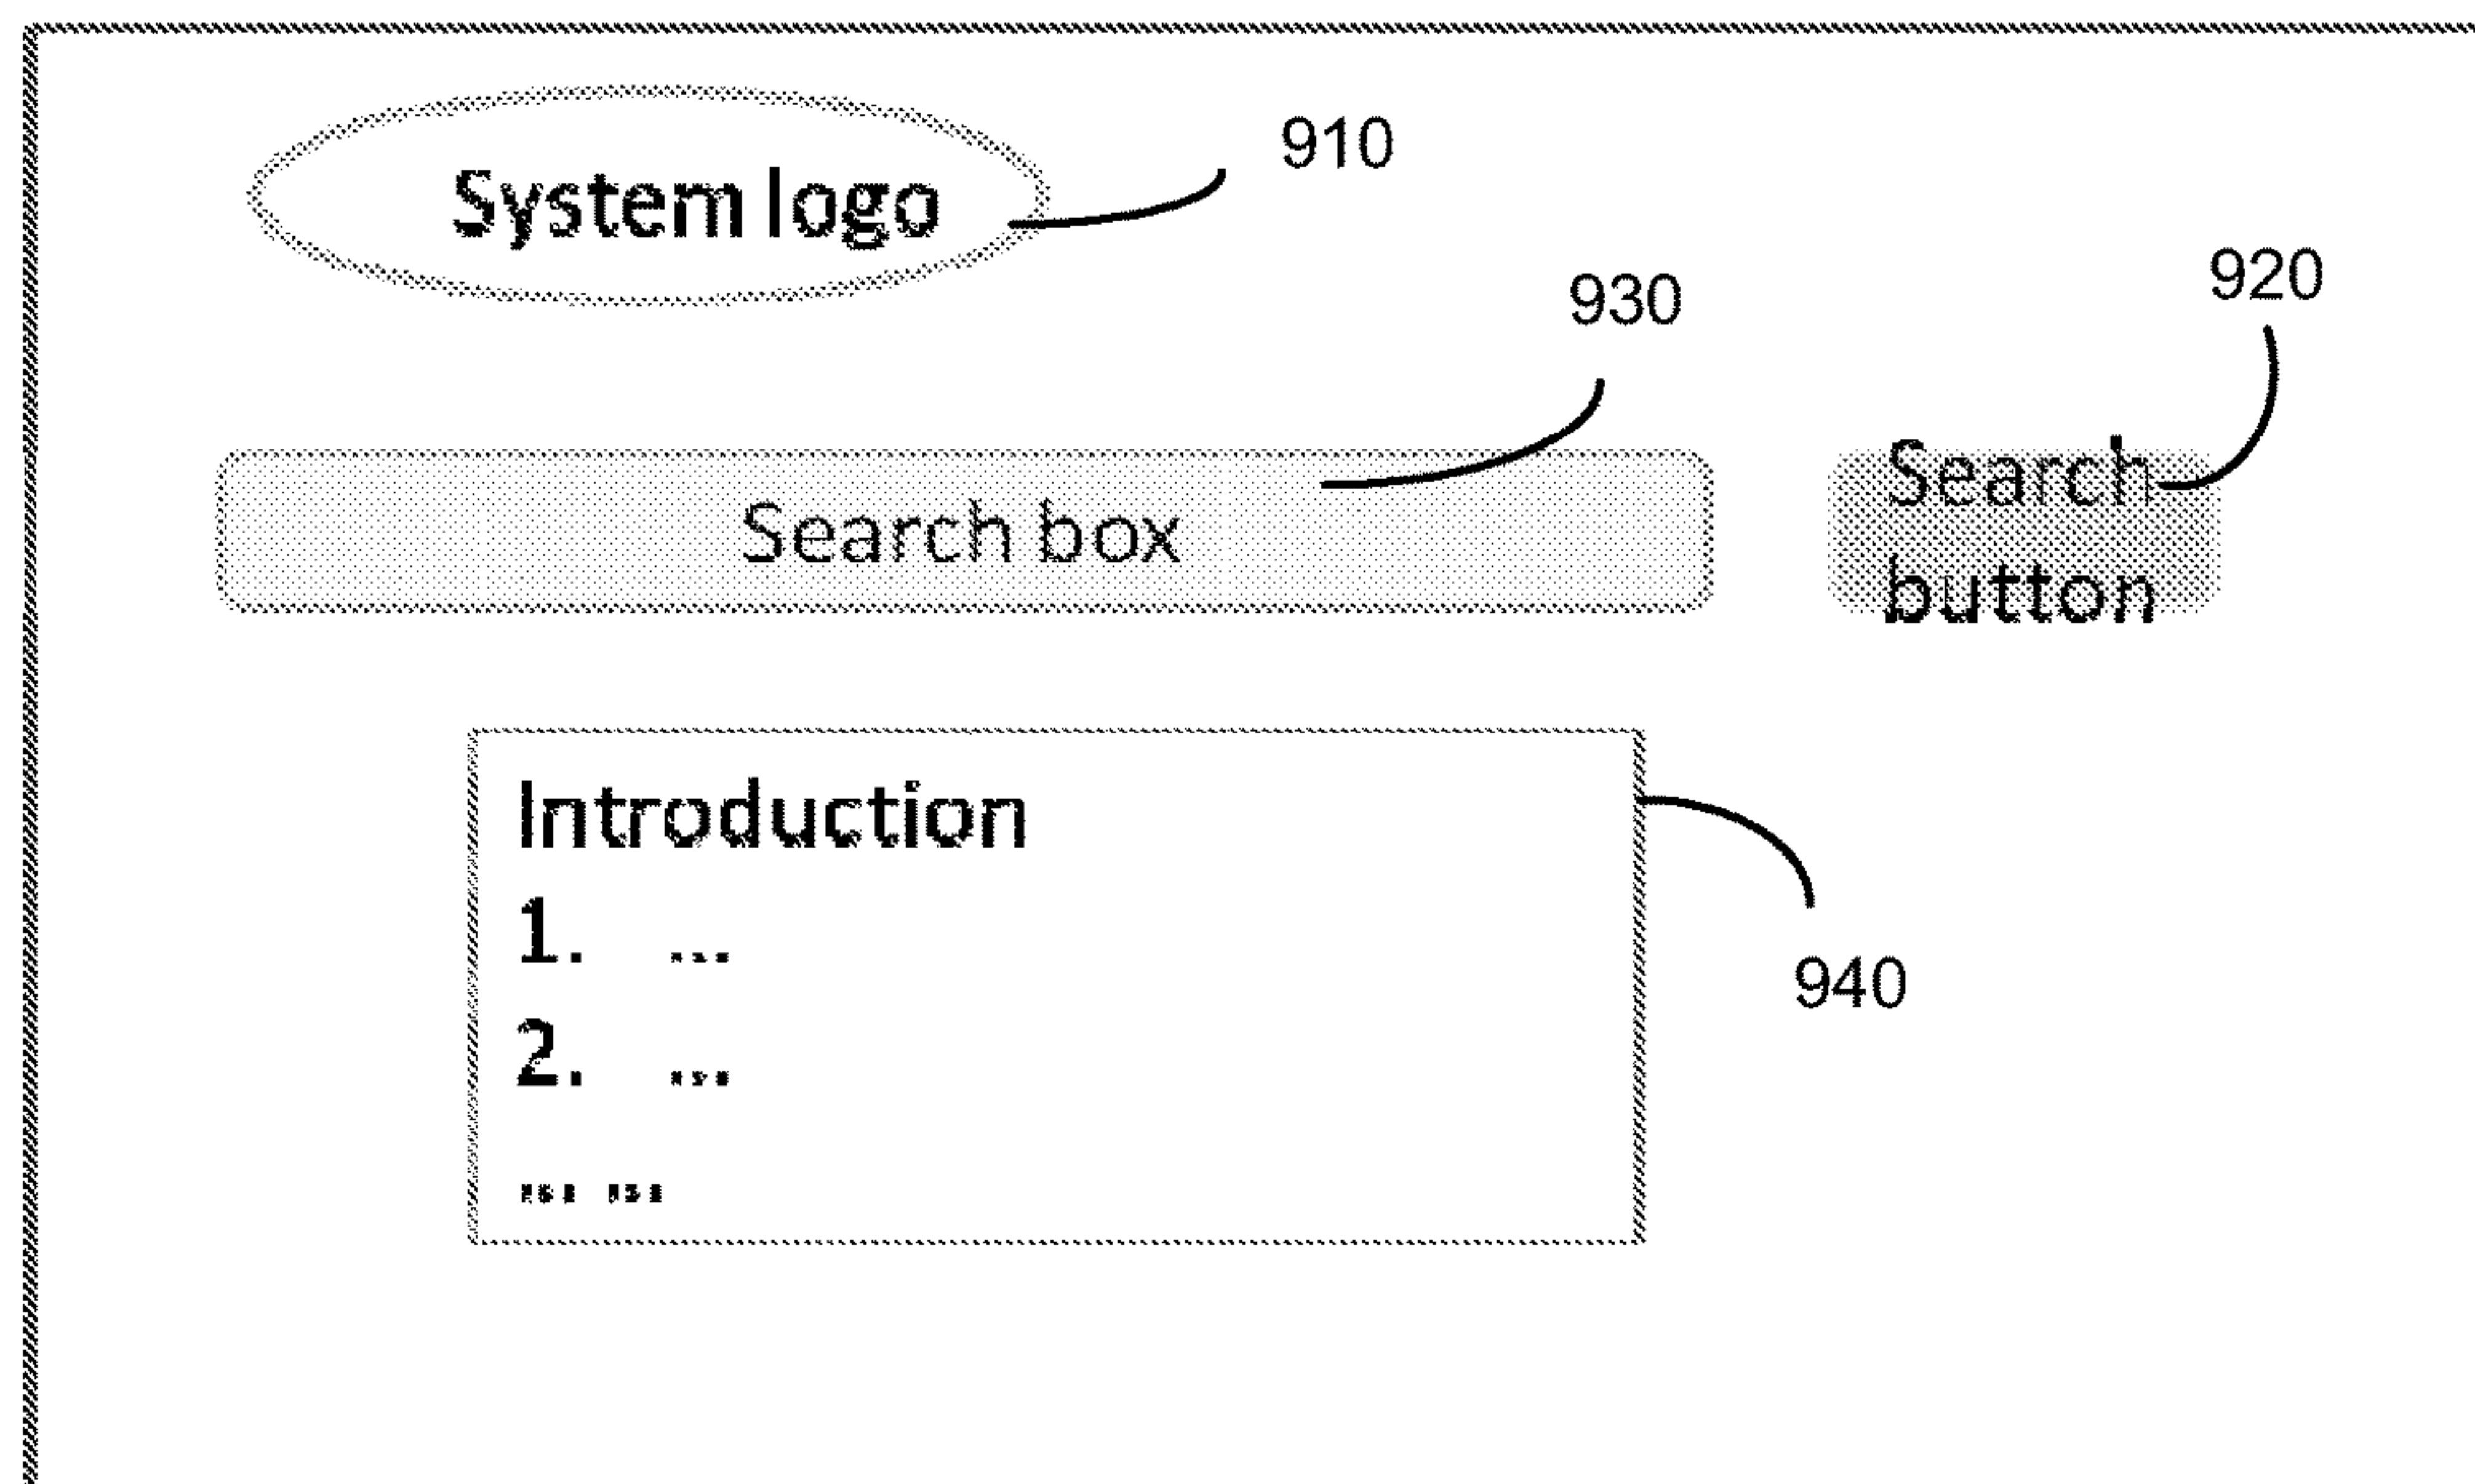 System logo
910
930
920
Search box
Search
button
Introduction
1. ...
2. ...
... ...
940